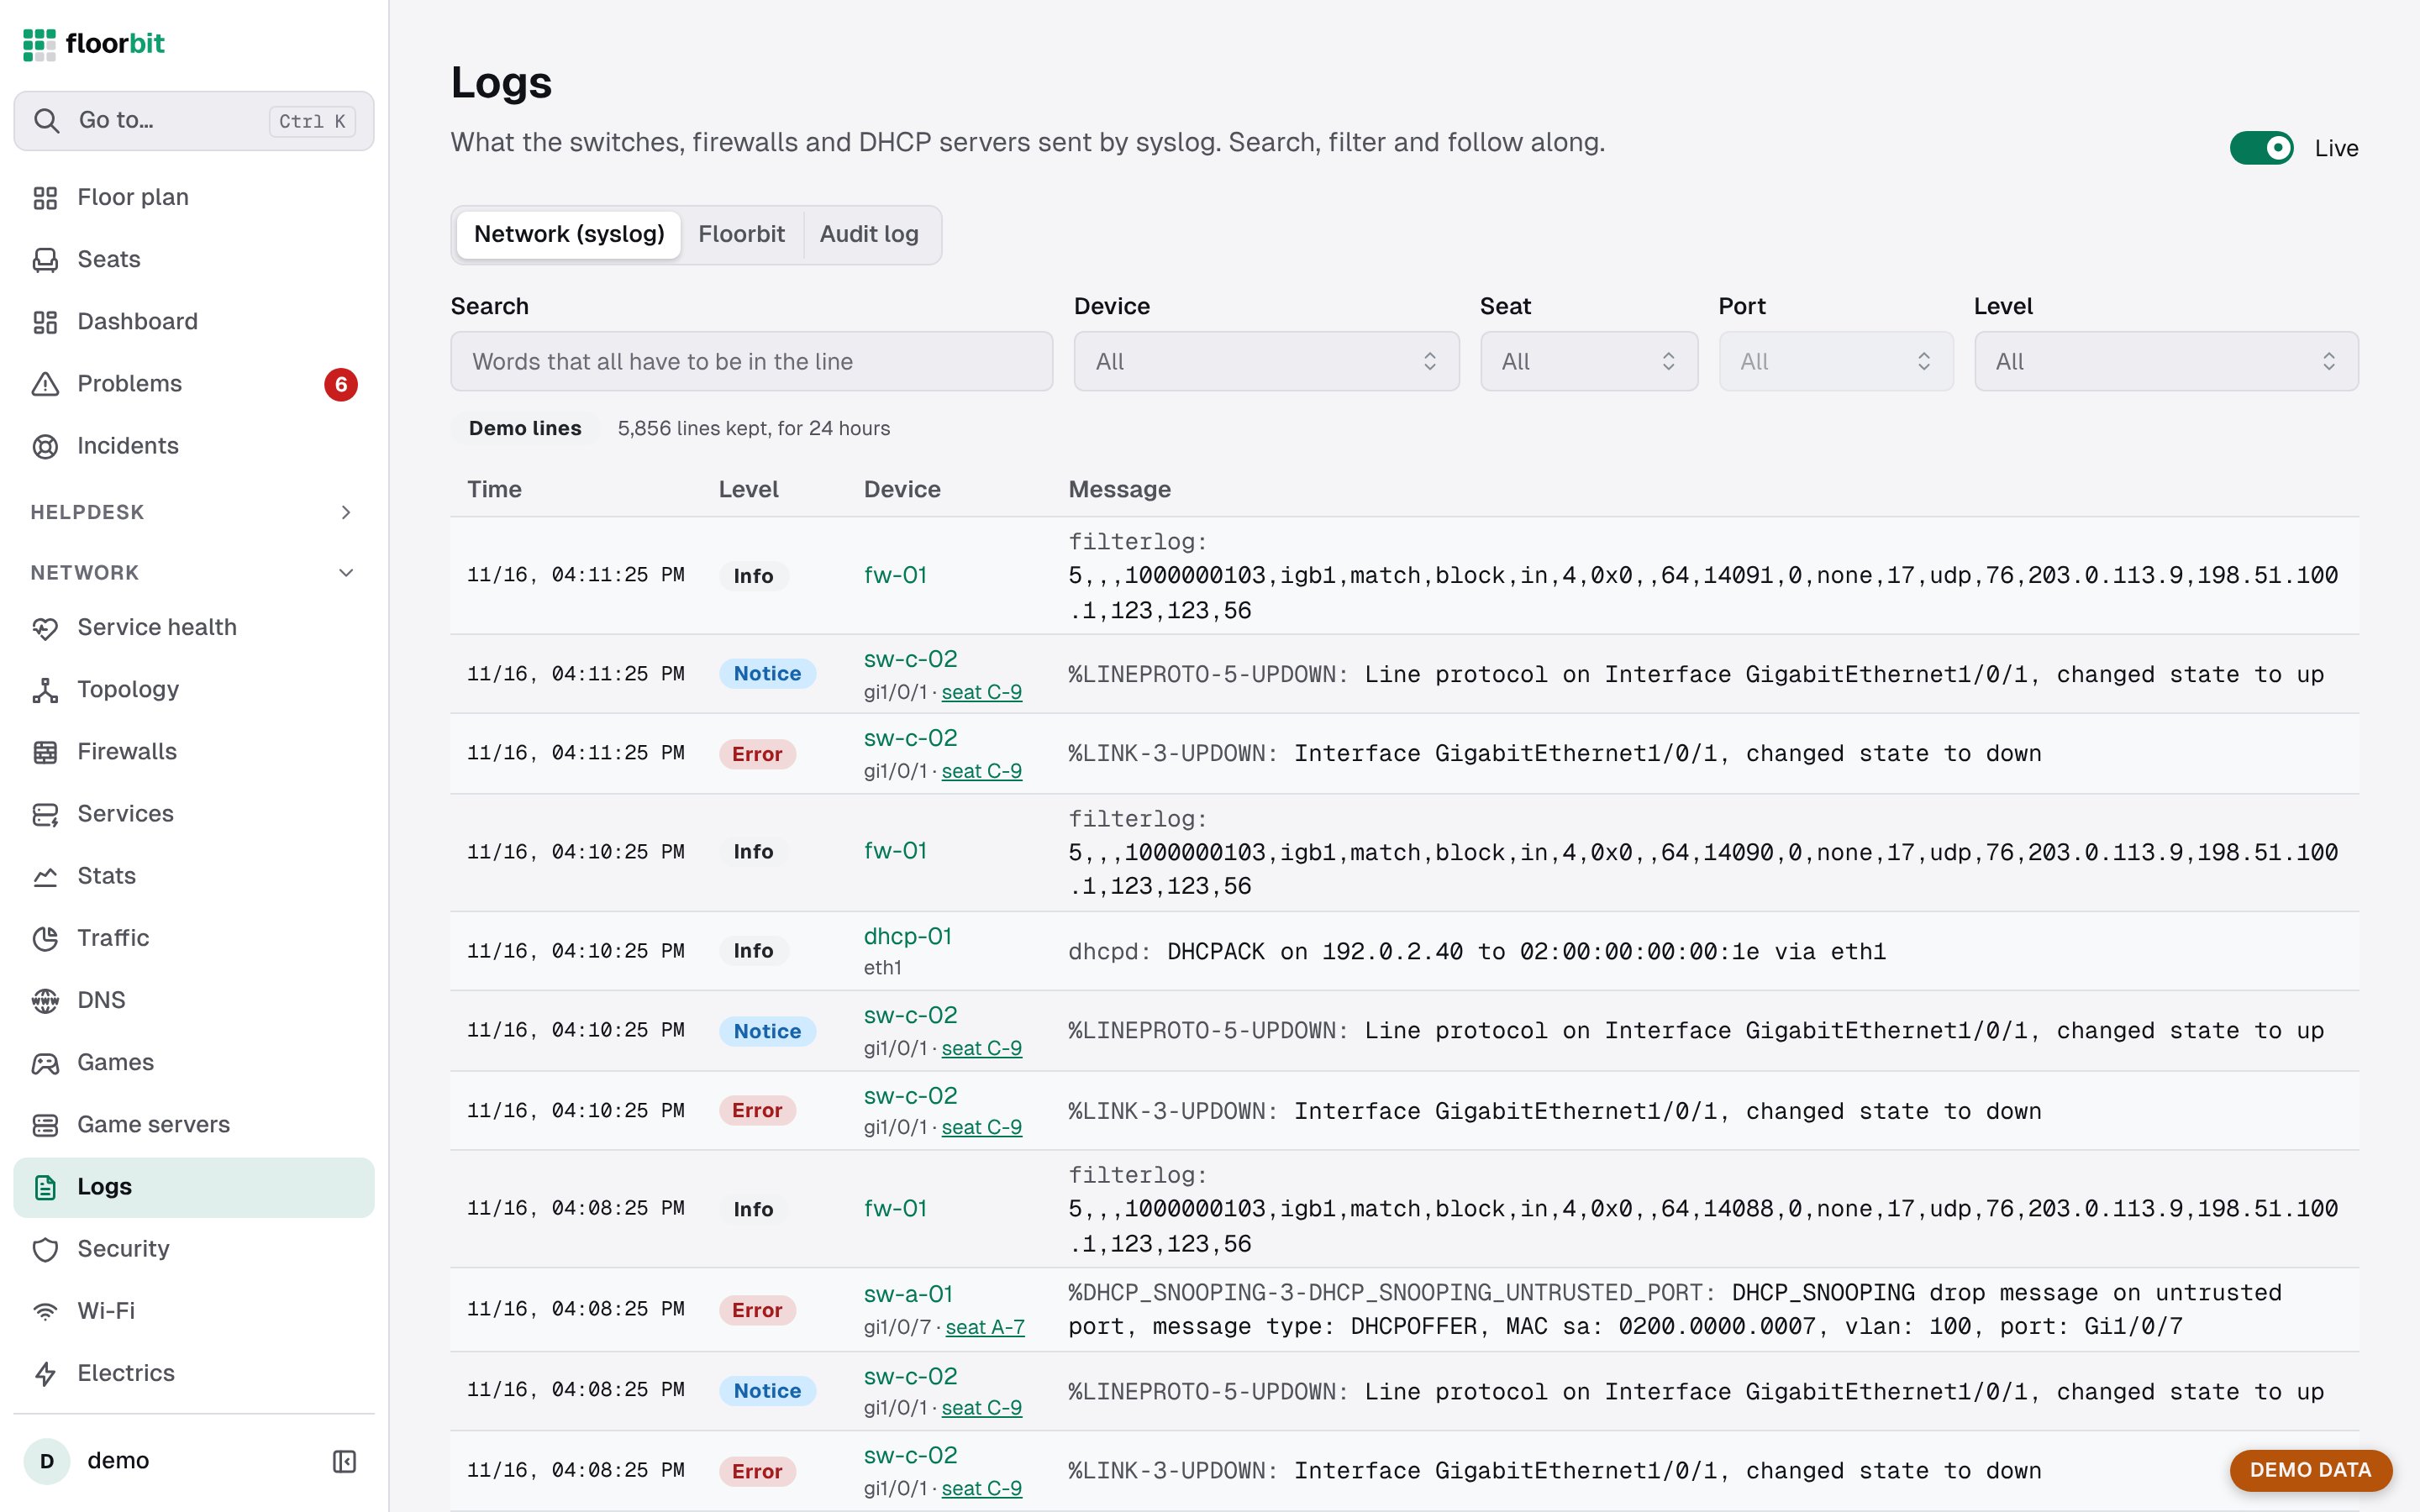 floorbit
Go to... Ctrl K
Floor plan
Seats
Dashboard
Problems 6
Incidents
HELPDESK
NETWORK
Service health
Topology
Firewalls
Services
Stats
Traffic
DNS
Games
Game servers
Logs
Security
Wi-Fi
Electrics
D demo
Logs
What the switches, firewalls and DHCP servers sent by syslog. Search, filter and follow along.
Live
Network (syslog) Floorbit Audit log
Search Device Seat Port Level
Words that all have to be in the line All All All All
Demo lines 5,856 lines kept, for 24 hours
Time Level Device Message
filterlog:
11/16, 04:11:25 PM Info fw-01 5,,,1000000103,igb1,match,block,in,4,0x0,,64,14091,0,none,17,udp,76,203.0.113.9,198.51.100
.1,123,123,56
11/16, 04:11:25 PM Notice sw-c-02 %LINEPROTO-5-UPDOWN: Line protocol on Interface GigabitEthernet1/0/1, changed state to up
gi1/0/1 · seat C-9
11/16, 04:11:25 PM Error sw-c-02 %LINK-3-UPDOWN: Interface GigabitEthernet1/0/1, changed state to down
gi1/0/1 · seat C-9
filterlog:
11/16, 04:10:25 PM Info fw-01 5,,,1000000103,igb1,match,block,in,4,0x0,,64,14090,0,none,17,udp,76,203.0.113.9,198.51.100
.1,123,123,56
11/16, 04:10:25 PM Info dhcp-01 dhcpd: DHCPACK on 192.0.2.40 to 02:00:00:00:00:1e via eth1
eth1
11/16, 04:10:25 PM Notice sw-c-02 %LINEPROTO-5-UPDOWN: Line protocol on Interface GigabitEthernet1/0/1, changed state to up
gi1/0/1 · seat C-9
11/16, 04:10:25 PM Error sw-c-02 %LINK-3-UPDOWN: Interface GigabitEthernet1/0/1, changed state to down
gi1/0/1 · seat C-9
filterlog:
11/16, 04:08:25 PM Info fw-01 5,,,1000000103,igb1,match,block,in,4,0x0,,64,14088,0,none,17,udp,76,203.0.113.9,198.51.100
.1,123,123,56
11/16, 04:08:25 PM Error sw-a-01 %DHCP_SNOOPING-3-DHCP_SNOOPING_UNTRUSTED_PORT: DHCP_SNOOPING drop message on untrusted
gi1/0/7 · seat A-7 port, message type: DHCPOFFER, MAC sa: 0200.0000.0007, vlan: 100, port: Gi1/0/7
11/16, 04:08:25 PM Notice sw-c-02 %LINEPROTO-5-UPDOWN: Line protocol on Interface GigabitEthernet1/0/1, changed state to up
gi1/0/1 · seat C-9
11/16, 04:08:25 PM Error sw-c-02 %LINK-3-UPDOWN: Interface GigabitEthernet1/0/1, changed state to down
gi1/0/1 · seat C-9
DEMO DATA